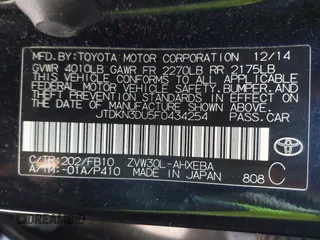 MFD.BY:TOYOTA MOTOR CORPORATION 12/14
GVWR 4010LB GAWR FR 2270LB RR 2175LB
THIS VEHICLE CONFORMS TO ALL APPLICABLE
FEDERAL MOTOR VEHICLE SAFETY, BUMPER, AND
THEFT PREVENTION STANDARDS IN EFFECT ON THE
DATE OF MANUFACTURE SHOWN ABOVE.
JTDKN3DU5F0434254 PASS.CAR
C/TR:202/FB10 ZVW30L-AHXEBA
A/TM:-01A/P410 MADE IN JAPAN 808 C
TOYOTA